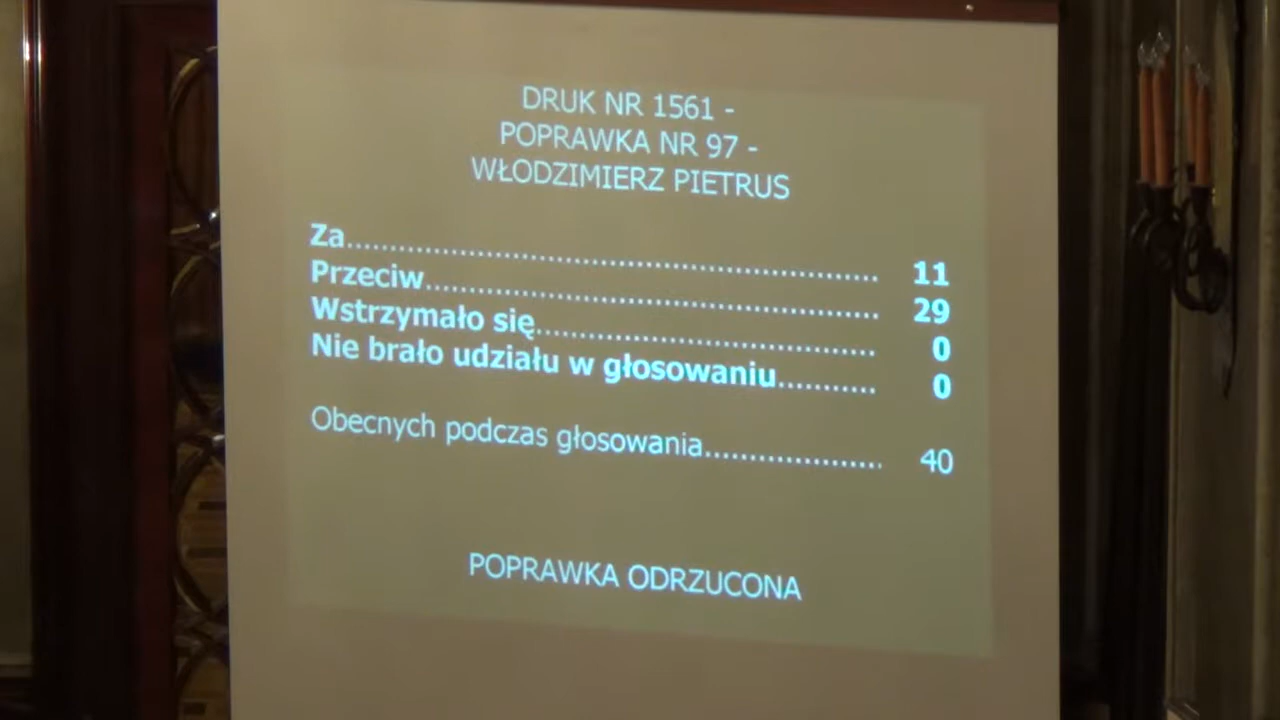 DRUK NR 1561 -
POPRAWKA NR 97 -
WŁODZIMIERZ PIETRUS
Za........................................................... 11
Przeciw.................................................. 29
Wstrzymało się..................................... 0
Nie brało udziału w głosowaniu........... 0
Obecnych podczas głosowania................... 40
POPRAWKA ODRZUCONA